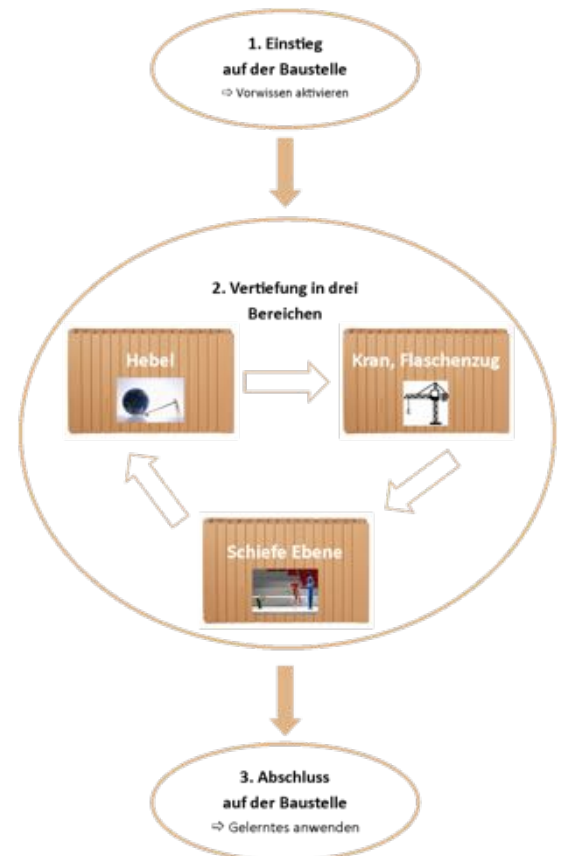 1. Einstieg
auf der Baustelle
⇨ Vorwissen aktivieren
2. Vertiefung in drei
Bereichen
Hebel
Kran, Flaschenzug
Schiefe Ebene
3. Abschluss
auf der Baustelle
⇨ Gelerntes anwenden